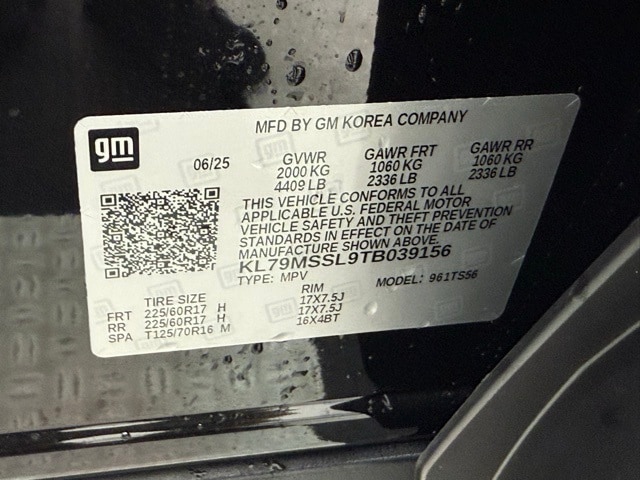 gm
MFD BY GM KOREA COMPANY
06/25 GVWR GAWR FRT GAWR RR
2000 KG 1060 KG 1060 KG
4409 LB 2336 LB 2336 LB
THIS VEHICLE CONFORMS TO ALL
APPLICABLE U.S. FEDERAL MOTOR
VEHICLE SAFETY AND THEFT PREVENTION
STANDARDS IN EFFECT ON THE DATE OF
MANUFACTURE SHOWN ABOVE.
KL79MSSL9TB039156
TYPE: MPV MODEL: 961TS56
TIRE SIZE RIM
FRT 225/60R17 H 17X7.5J
RR 225/60R17 H 17X7.5J
SPA T125/70R16 M 16X4BT